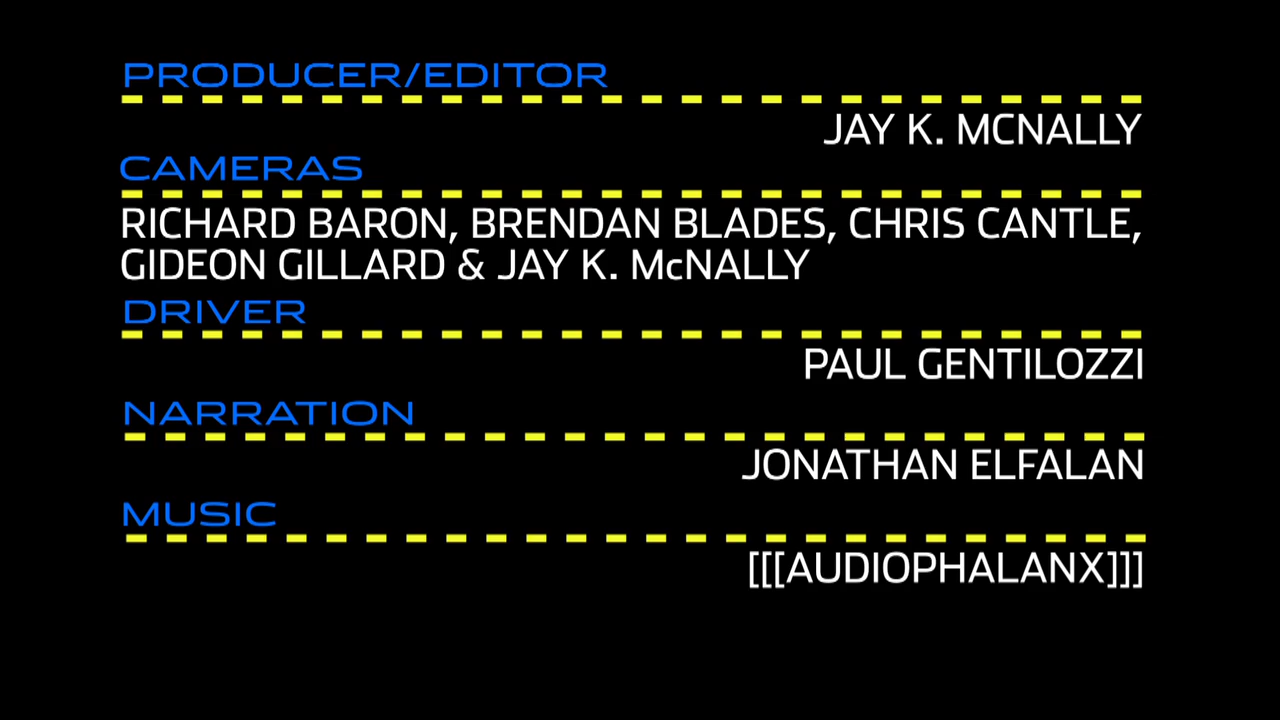 PRODUCER/EDITOR
JAY K. MCNALLY
CAMERAS
RICHARD BARON, BRENDAN BLADES, CHRIS CANTLE,
GIDEON GILLARD & JAY K. McNALLY
DRIVER
PAUL GENTILOZZI
NARRATION
JONATHAN ELFALAN
MUSIC
[[[AUDIOPHALANX]]]